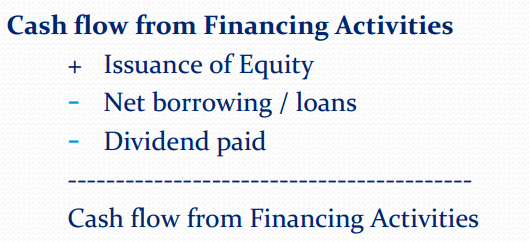 Cash flow from Financing Activities
+ Issuance of Equity
- Net borrowing / loans
- Dividend paid
------------------------------------------
Cash flow from Financing Activities